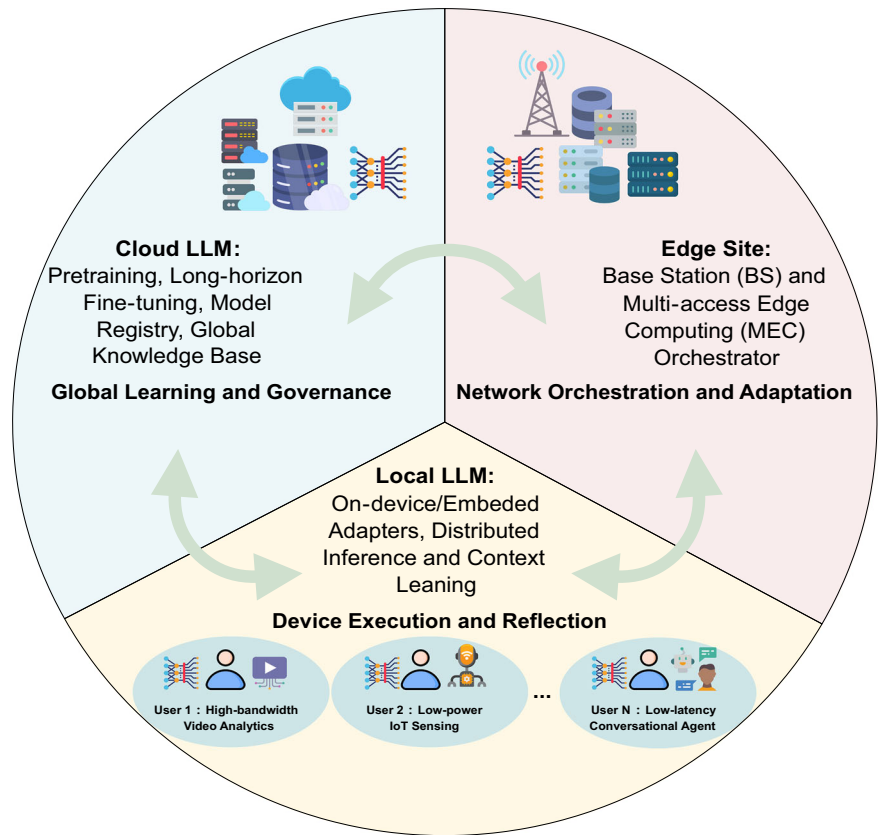 Cloud LLM:
Pretraining, Long-horizon
Fine-tuning, Model
Registry, Global
Knowledge Base
Global Learning and Governance
Edge Site:
Base Station (BS) and
Multi-access Edge
Computing (MEC)
Orchestrator
Network Orchestration and Adaptation
Local LLM:
On-device/Embeded
Adapters, Distributed
Inference and Context
Leaning
Device Execution and Reflection
User 1 : High-bandwidth
Video Analytics
User 2 : Low-power
IoT Sensing
...
User N : Low-latency
Conversational Agent